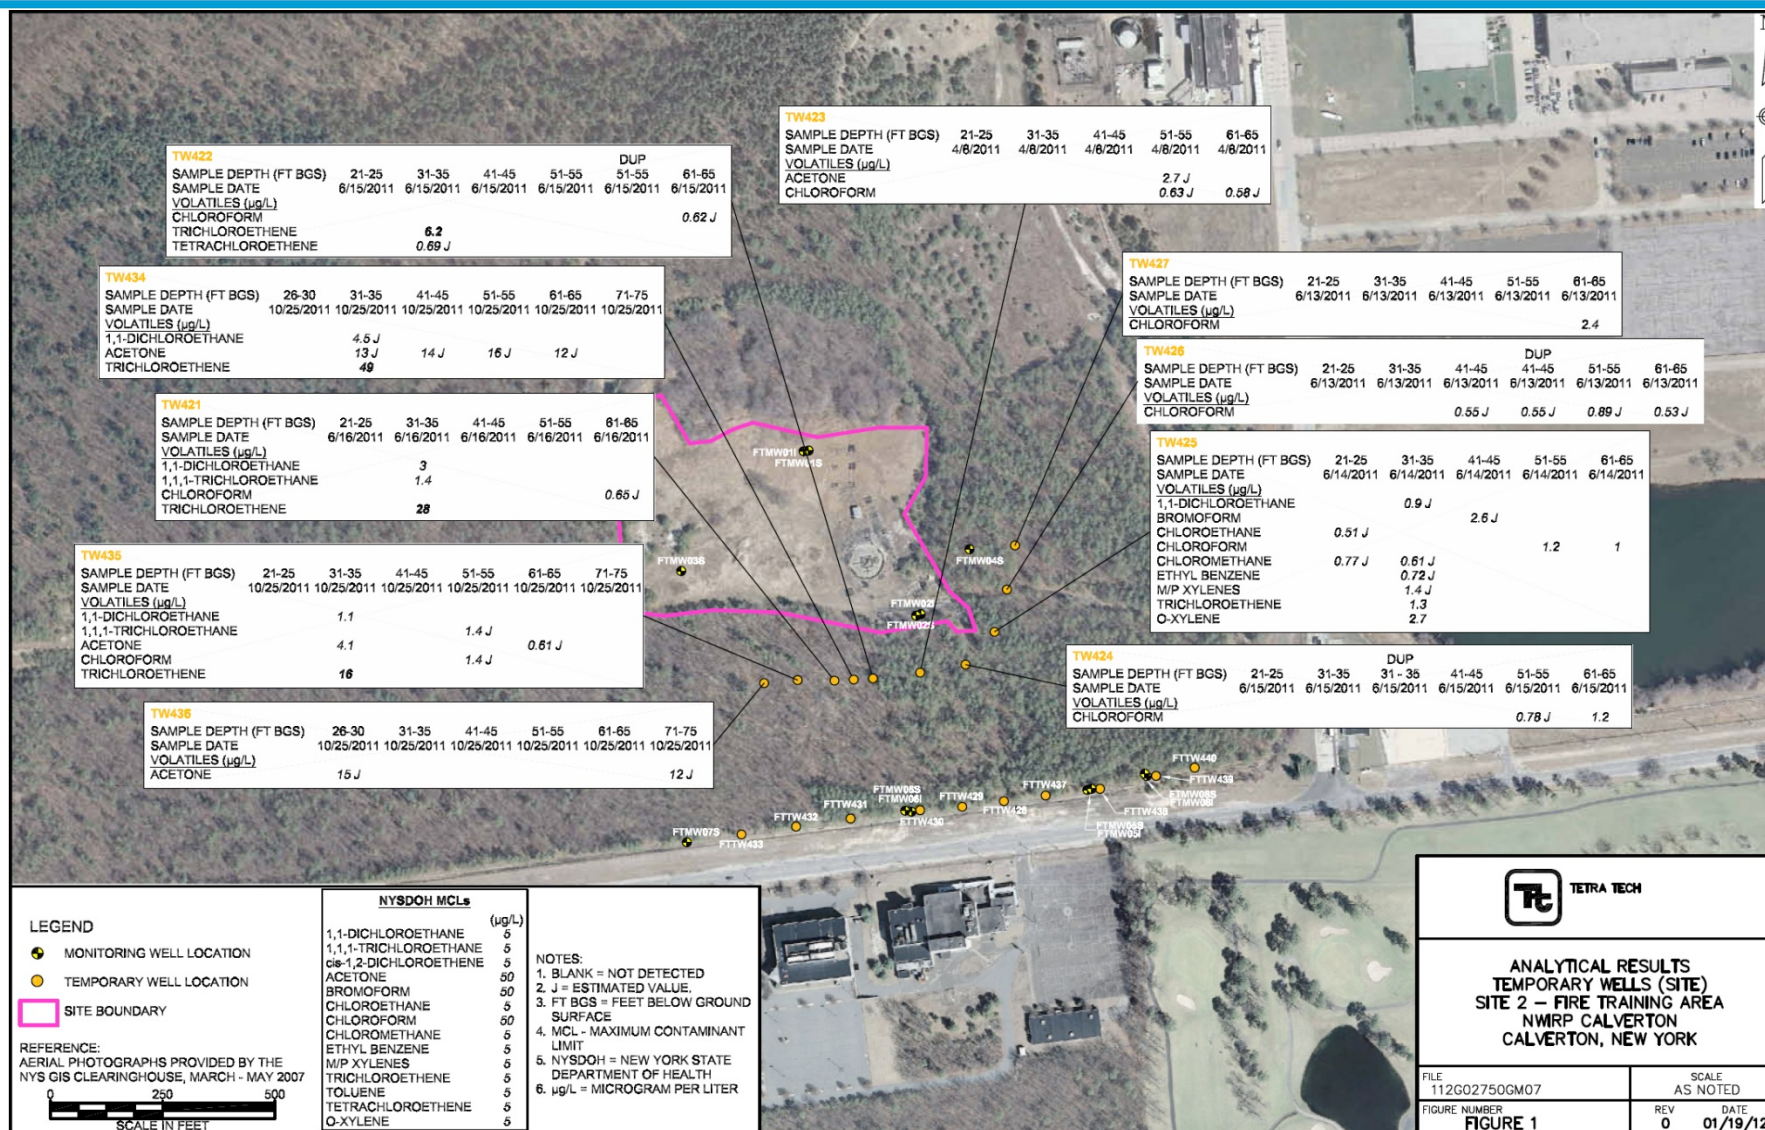 TW422
DUP
SAMPLE DEPTH (FT BGS) 21-25 31-35 41-45 51-55 51-55 61-65
SAMPLE DATE 6/15/2011 6/15/2011 6/15/2011 6/15/2011 6/15/2011 6/15/2011
VOLATILES (µg/L)
CHLOROFORM 0.62 J
TRICHLOROETHENE 6.2
TETRACHLOROETHENE 0.69 J
TW423
SAMPLE DEPTH (FT BGS) 21-25 31-35 41-45 51-55 61-65
SAMPLE DATE 4/8/2011 4/8/2011 4/8/2011 4/8/2011 4/8/2011
VOLATILES (µg/L)
ACETONE 2.7 J
CHLOROFORM 0.63 J 0.58 J
TW434
SAMPLE DEPTH (FT BGS) 26-30 31-35 41-45 51-55 61-65 71-75
SAMPLE DATE 10/25/2011 10/25/2011 10/25/2011 10/25/2011 10/25/2011 10/25/2011
VOLATILES (µg/L)
1,1-DICHLOROETHANE 4.5 J
ACETONE 13 J 14 J 16 J 12 J
TRICHLOROETHENE 49
TW427
SAMPLE DEPTH (FT BGS) 21-25 31-35 41-45 51-55 61-65
SAMPLE DATE 6/13/2011 6/13/2011 6/13/2011 6/13/2011 6/13/2011
VOLATILES (µg/L)
CHLOROFORM 2.4
TW426
DUP
SAMPLE DEPTH (FT BGS) 21-25 31-35 41-45 41-45 51-55 61-65
SAMPLE DATE 6/13/2011 6/13/2011 6/13/2011 6/13/2011 6/13/2011 6/13/2011
VOLATILES (µg/L)
CHLOROFORM 0.55 J 0.55 J 0.89 J 0.53 J
TW421
SAMPLE DEPTH (FT BGS) 21-25 31-35 41-45 51-55 61-65
SAMPLE DATE 6/16/2011 6/16/2011 6/16/2011 6/16/2011 6/16/2011
VOLATILES (µg/L)
1,1-DICHLOROETHANE 3
1,1,1-TRICHLOROETHANE 1.4
CHLOROFORM 0.65 J
TRICHLOROETHENE 28
TW425
SAMPLE DEPTH (FT BGS) 21-25 31-35 41-45 51-55 61-65
SAMPLE DATE 6/14/2011 6/14/2011 6/14/2011 6/14/2011 6/14/2011
VOLATILES (µg/L)
1,1-DICHLOROETHANE 0.9 J
BROMOFORM 2.6 J
CHLOROETHANE 0.51 J
CHLOROFORM 1.2 1
CHLOROMETHANE 0.77 J 0.61 J
ETHYL BENZENE 0.72 J
M/P XYLENES 1.4 J
TRICHLOROETHENE 1.3
O-XYLENE 2.7
TW435
SAMPLE DEPTH (FT BGS) 21-25 31-35 41-45 51-55 61-65 71-75
SAMPLE DATE 10/25/2011 10/25/2011 10/25/2011 10/25/2011 10/25/2011 10/25/2011
VOLATILES (µg/L)
1,1-DICHLOROETHANE 1.1
1,1,1-TRICHLOROETHANE 1.4 J
ACETONE 4.1 0.61 J
CHLOROFORM 1.4 J
TRICHLOROETHENE 16
TW424
DUP
SAMPLE DEPTH (FT BGS) 21-25 31-35 31 - 35 41-45 51-55 61-65
SAMPLE DATE 6/15/2011 6/15/2011 6/15/2011 6/15/2011 6/15/2011 6/15/2011
VOLATILES (µg/L)
CHLOROFORM 0.78 J 1.2
TW436
SAMPLE DEPTH (FT BGS) 26-30 31-35 41-45 51-55 61-65 71-75
SAMPLE DATE 10/25/2011 10/25/2011 10/25/2011 10/25/2011 10/25/2011 10/25/2011
VOLATILES (µg/L)
ACETONE 15 J 12 J
FTMW01I
FTMW01S
FTMW03S
FTMW04S
FTMW02I
FTMW02S
FTTW440
FTTW439
FTMW08S
FTMW08I
FTTW437
FTTW438
FTMW05S
FTMW05I
FTTW429
FTTW428
FTMW06S
FTMW06I
FTTW430
FTTW431
FTTW432
FTMW07S
FTTW433
LEGEND
MONITORING WELL LOCATION
TEMPORARY WELL LOCATION
SITE BOUNDARY
REFERENCE:
AERIAL PHOTOGRAPHS PROVIDED BY THE
NYS GIS CLEARINGHOUSE, MARCH - MAY 2007
0 250 500
SCALE IN FEET
NYSDOH MCLs
(µg/L)
1,1-DICHLOROETHANE 5
1,1,1-TRICHLOROETHANE 5
cis-1,2-DICHLOROETHENE 5
ACETONE 50
BROMOFORM 50
CHLOROETHANE 5
CHLOROFORM 50
CHLOROMETHANE 5
ETHYL BENZENE 5
M/P XYLENES 5
TRICHLOROETHENE 5
TOLUENE 5
TETRACHLOROETHENE 5
O-XYLENE 5
NOTES:
1. BLANK = NOT DETECTED
2. J = ESTIMATED VALUE.
3. FT BGS = FEET BELOW GROUND
SURFACE
4. MCL - MAXIMUM CONTAMINANT
LIMIT
5. NYSDOH = NEW YORK STATE
DEPARTMENT OF HEALTH
6. µg/L = MICROGRAM PER LITER
Tt
TETRA TECH
ANALYTICAL RESULTS
TEMPORARY WELLS (SITE)
SITE 2 – FIRE TRAINING AREA
NWIRP CALVERTON
CALVERTON, NEW YORK
FILE
112G02750GM07
SCALE
AS NOTED
FIGURE NUMBER
FIGURE 1
REV
0
DATE
01/19/12